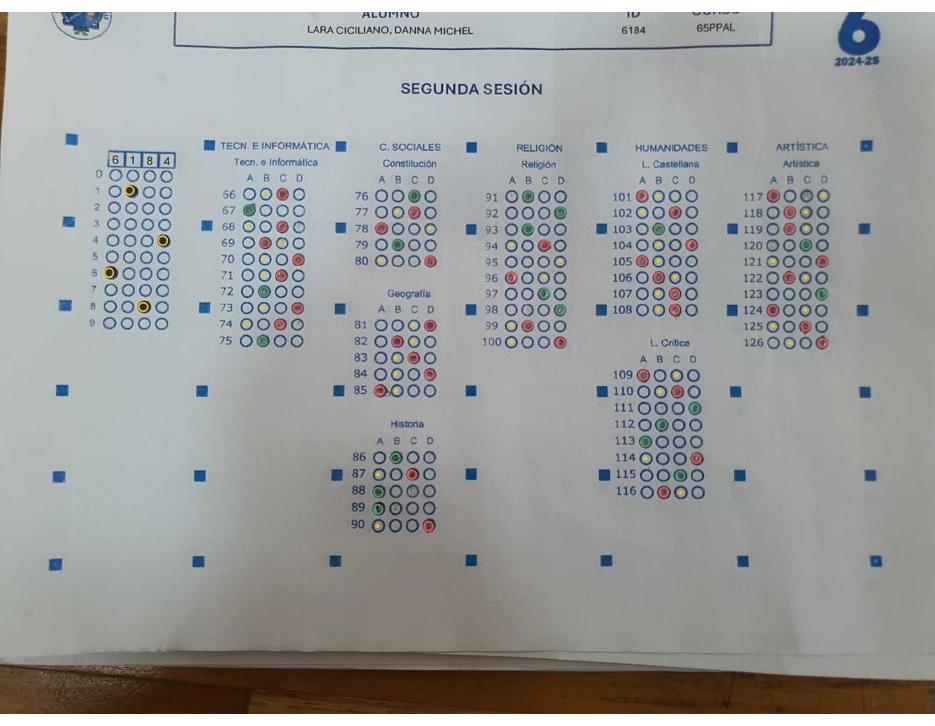 ALUMNO
ID
CURSO
LARA CICILIANO, DANNA MICHEL
6184
65PPAL
6
2024-2S
SEGUNDA SESIÓN
6 1 8 4
0
1
2
3
4
5
6
7
8
9
TECN. E INFORMÁTICA
Tecn. e Informática
A B C D
66
67
68
69
70
71
72
73
74
75
C. SOCIALES
Constitución
A B C D
76
77
78
79
80
Geografía
A B C D
81
82
83
84
85
Historia
A B C D
86
87
88
89
90
RELIGIÓN
Religión
A B C D
91
92
93
94
95
96
97
98
99
100
HUMANIDADES
L. Castellana
A B C D
101
102
103
104
105
106
107
108
L. Crítica
A B C D
109
110
111
112
113
114
115
116
ARTÍSTICA
Artística
A B C D
117
118
119
120
121
122
123
124
125
126